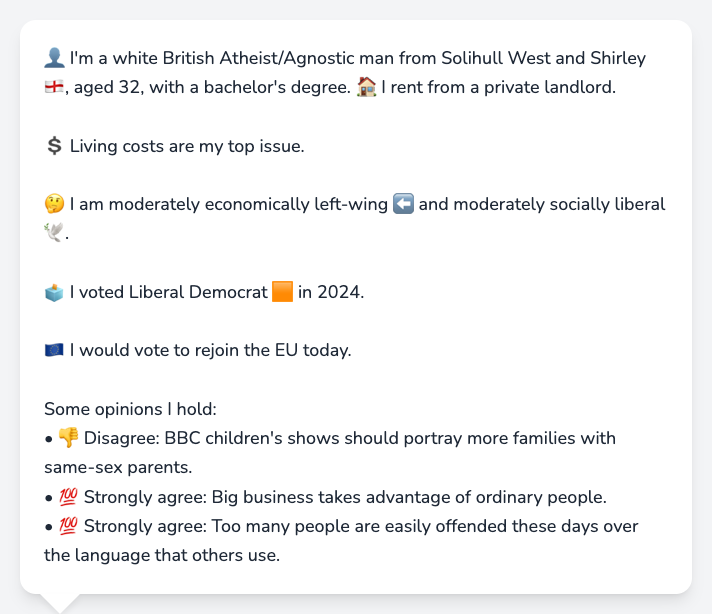 👤 I'm a white British Atheist/Agnostic man from Solihull West and Shirley
🏴󠁧󠁢󠁥󠁮󠁧󠁿, aged 32, with a bachelor's degree. 🏠 I rent from a private landlord.
💲 Living costs are my top issue.
🤔 I am moderately economically left-wing ⬅️ and moderately socially liberal
🕊️.
🗳️ I voted Liberal Democrat 🟧 in 2024.
🇪🇺 I would vote to rejoin the EU today.
Some opinions I hold:
• 👎 Disagree: BBC children's shows should portray more families with
same-sex parents.
• 💯 Strongly agree: Big business takes advantage of ordinary people.
• 💯 Strongly agree: Too many people are easily offended these days over
the language that others use.